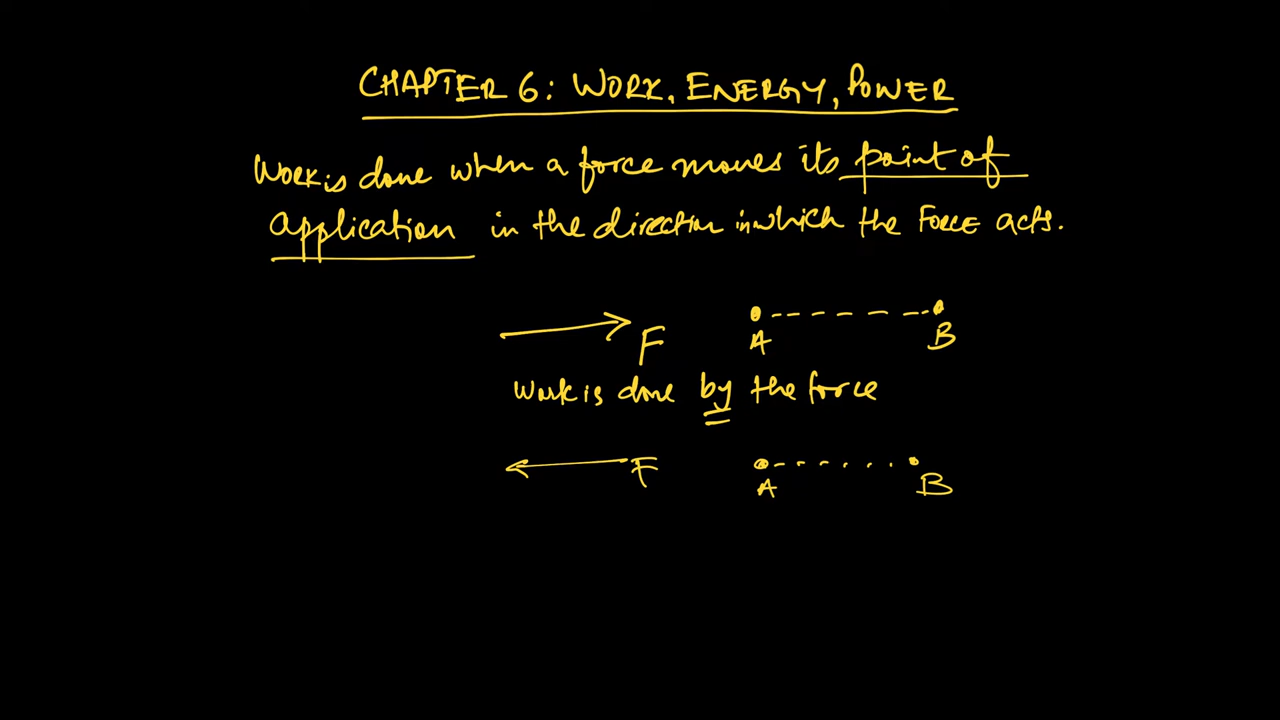 CHAPTER 6: WORK, ENERGY, POWER
Work is done when a force moves its point of
application in the direction in which the Force acts.
F A B
Work is done by the force
F A B